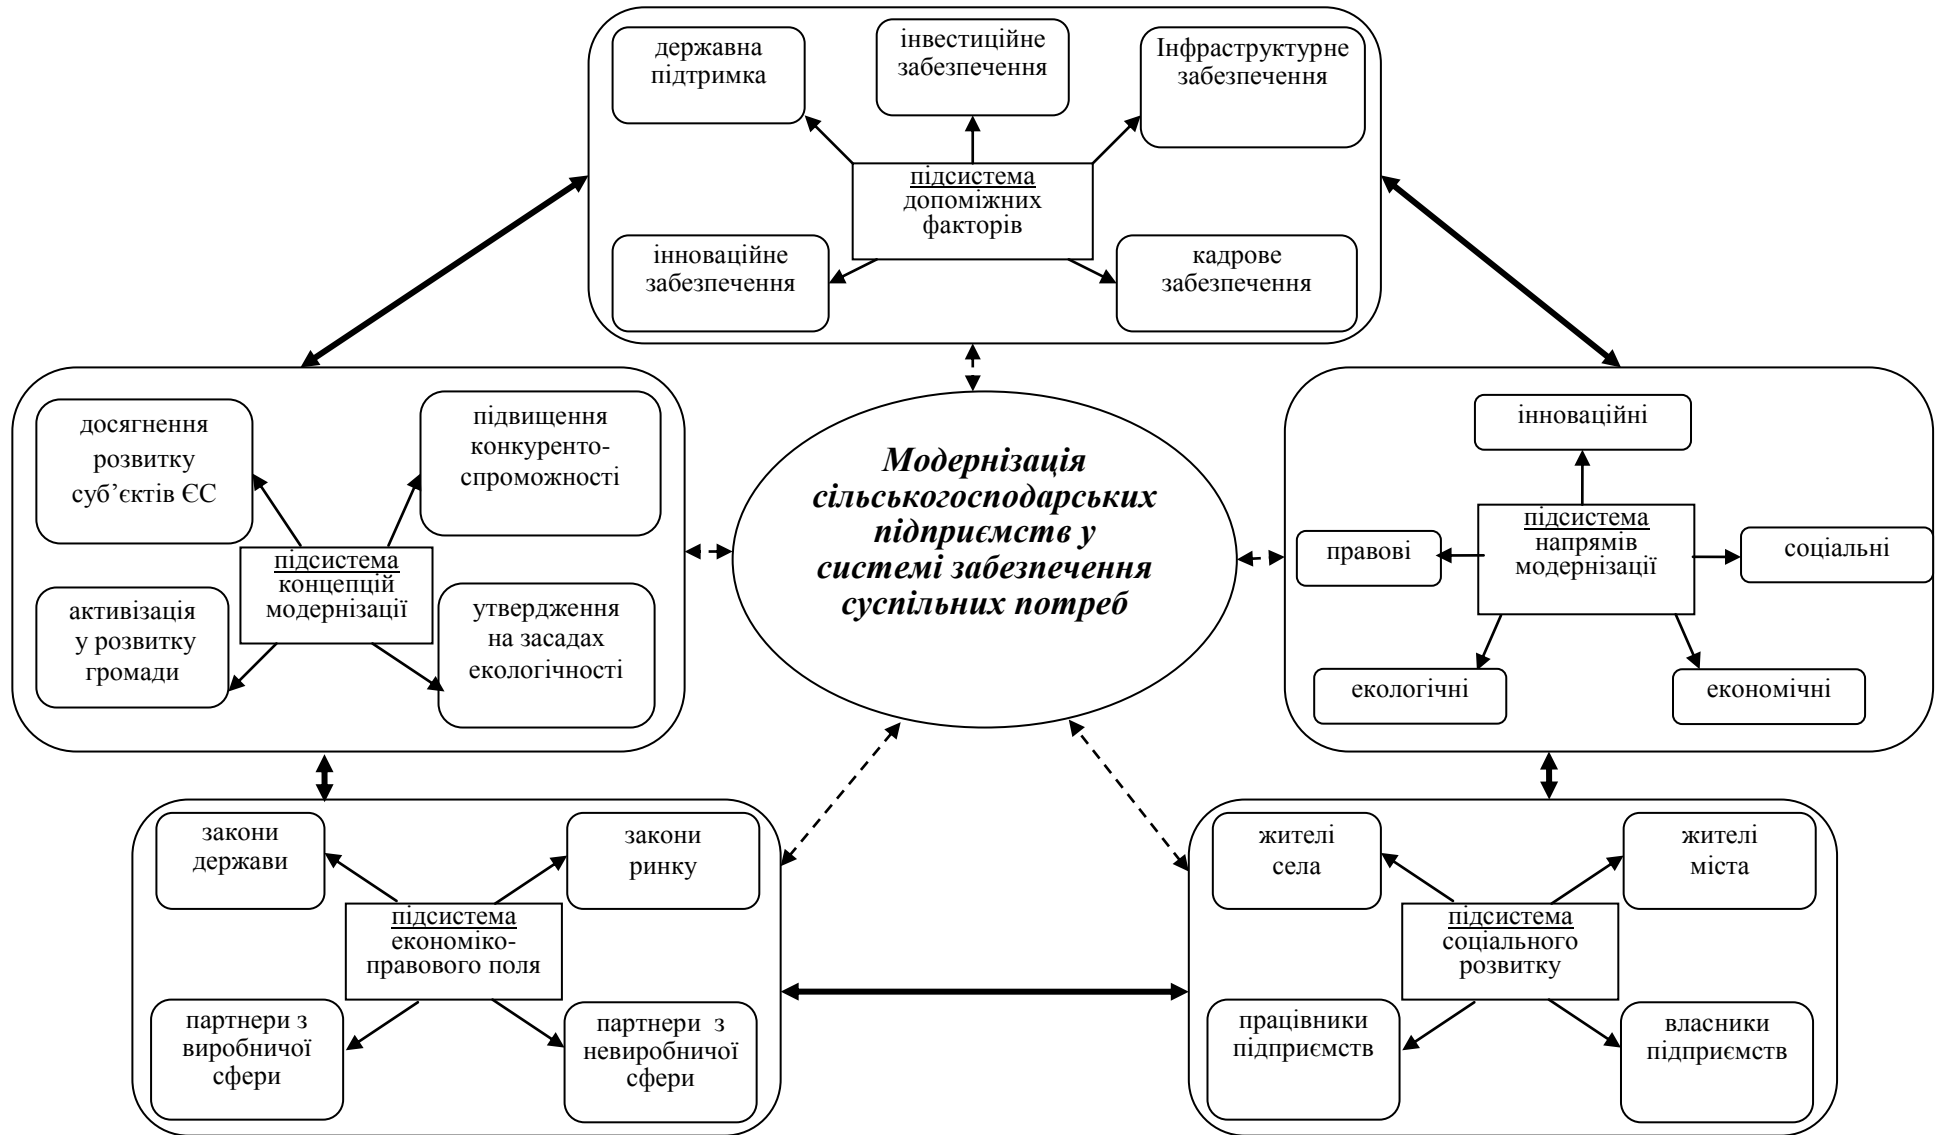 державна
підтримка
інвестиційне
забезпечення
Інфраструктурне
забезпечення
підсистема
допоміжних
факторів
інноваційне
забезпечення
кадрове
забезпечення
досягнення
розвитку
суб’єктів ЄС
підвищення
конкуренто-
спроможності
підсистема
концепцій
модернізації
активізація
у розвитку
громади
утвердження
на засадах
екологічності
Модернізація
сільськогосподарських
підприємств у
системі забезпечення
суспільних потреб
інноваційні
підсистема
напрямів
модернізації
правові
соціальні
екологічні
економічні
закони
держави
закони
ринку
підсистема
економіко-
правового поля
партнери з
виробничої
сфери
партнери з
невиробничої
сфери
жителі
села
жителі
міста
підсистема
соціального
розвитку
працівники
підприємств
власники
підприємств